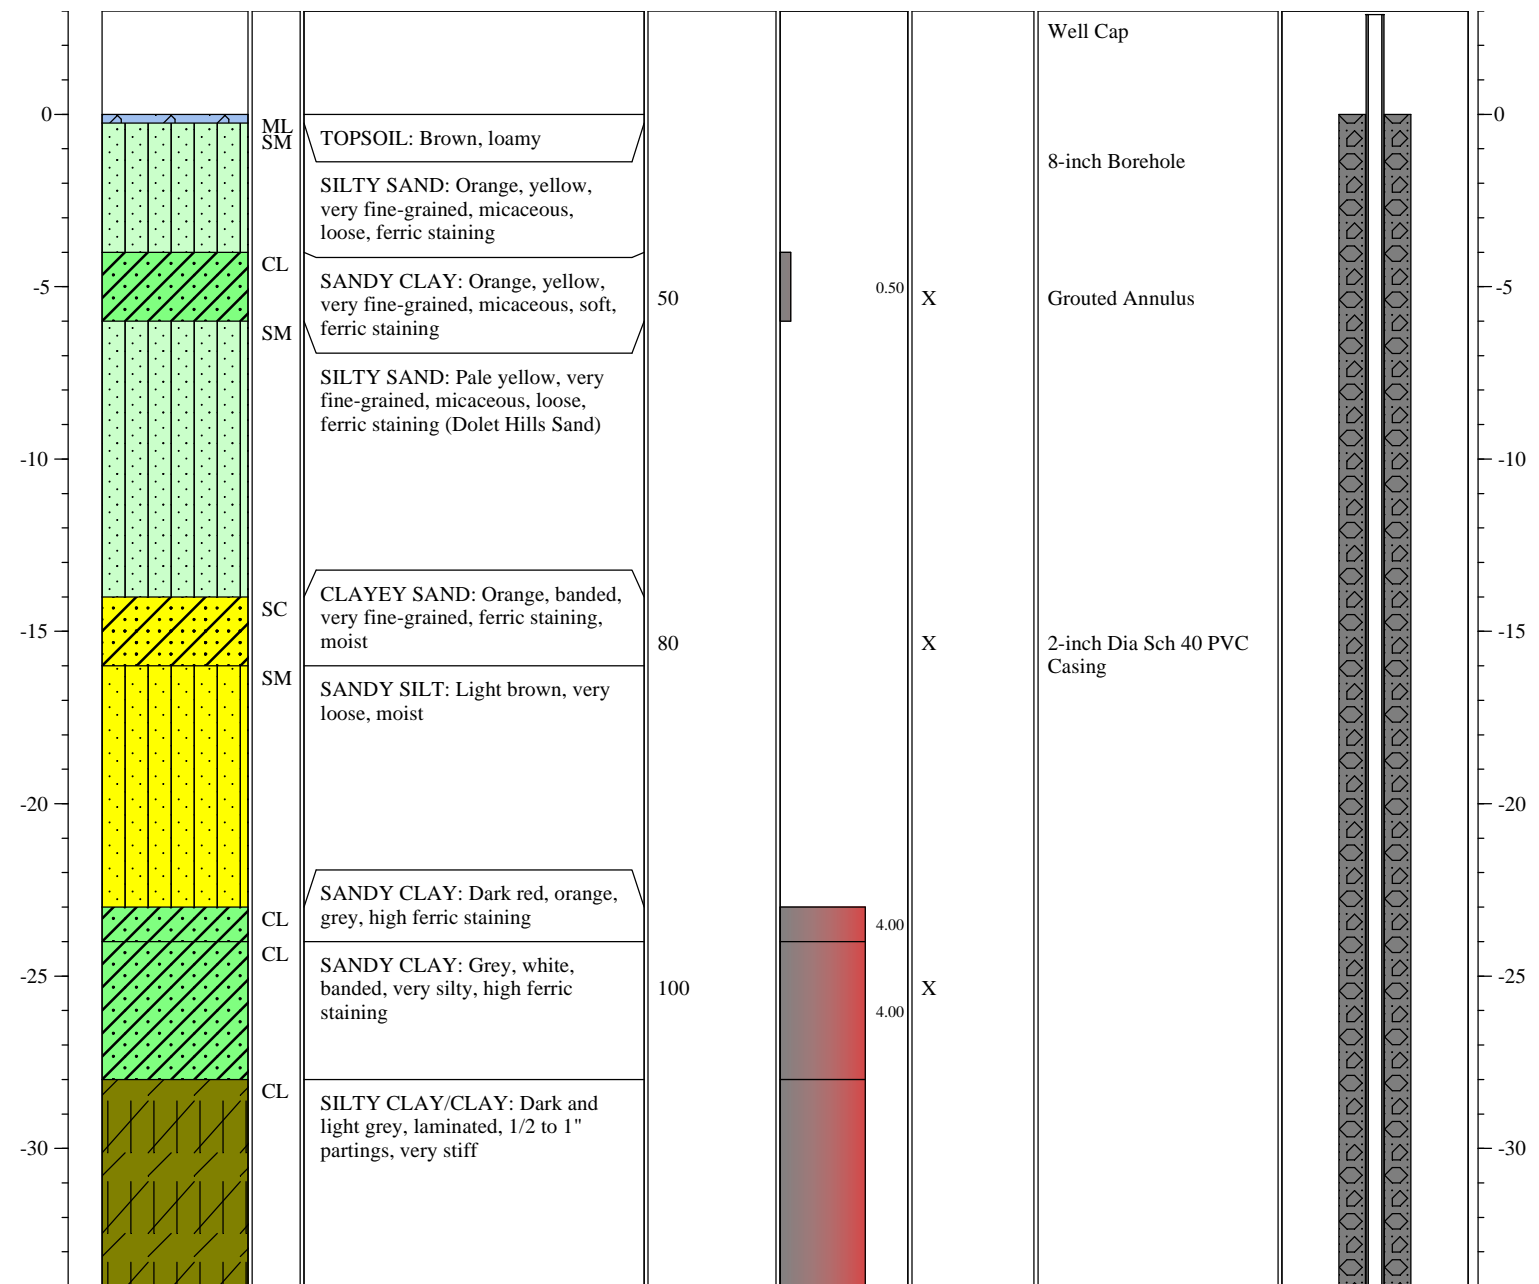 Well Cap
0
ML
SM
TOPSOIL: Brown, loamy
0
8-inch Borehole
SILTY SAND: Orange, yellow,
very fine-grained, micaceous,
loose, ferric staining
CL
SANDY CLAY: Orange, yellow,
very fine-grained, micaceous, soft,
ferric staining
-5
50
0.50
X
Grouted Annulus
-5
SM
SILTY SAND: Pale yellow, very
fine-grained, micaceous, loose,
ferric staining (Dolet Hills Sand)
-10
-10
SC
CLAYEY SAND: Orange, banded,
very fine-grained, ferric staining,
moist
-15
80
X
2-inch Dia Sch 40 PVC
Casing
-15
SM
SANDY SILT: Light brown, very
loose, moist
-20
-20
CL
SANDY CLAY: Dark red, orange,
grey, high ferric staining
4.00
CL
SANDY CLAY: Grey, white,
banded, very silty, high ferric
staining
-25
100
4.00
X
-25
CL
SILTY CLAY/CLAY: Dark and
light grey, laminated, 1/2 to 1"
partings, very stiff
-30
-30